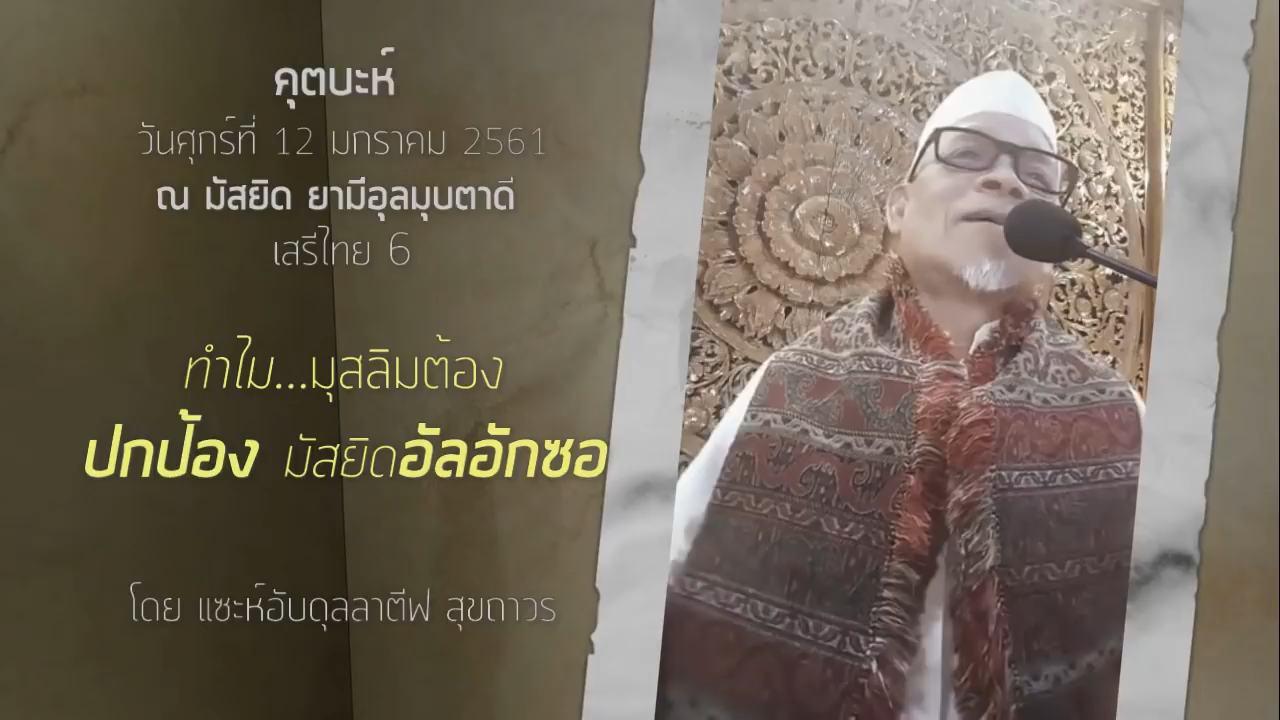 คุตบะห์
วันศุกร์ที่ 12 มกราคม 2561
ณ มัสยิด ยามีอุลมุบตาดี
เสรีไทย 6
ทำไม...มุสลิมต้อง
ปกป้อง มัสยิดอัลอักซอ
โดย แซะห์อับดุลลาตีฟ สุขถาวร